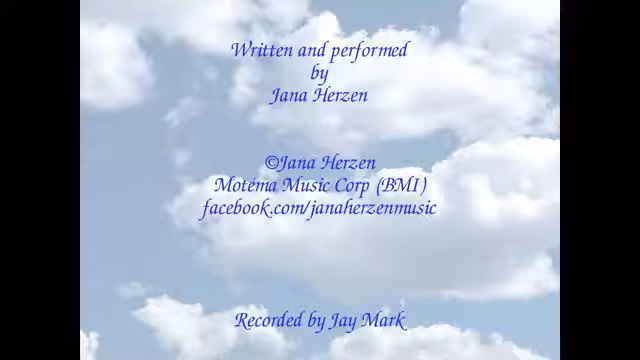 Written and performed
by
Jana Herzen
©Jana Herzen
Motéma Music Corp (BMI)
facebook.com/janaherzenmusic
Recorded by Jay Mark